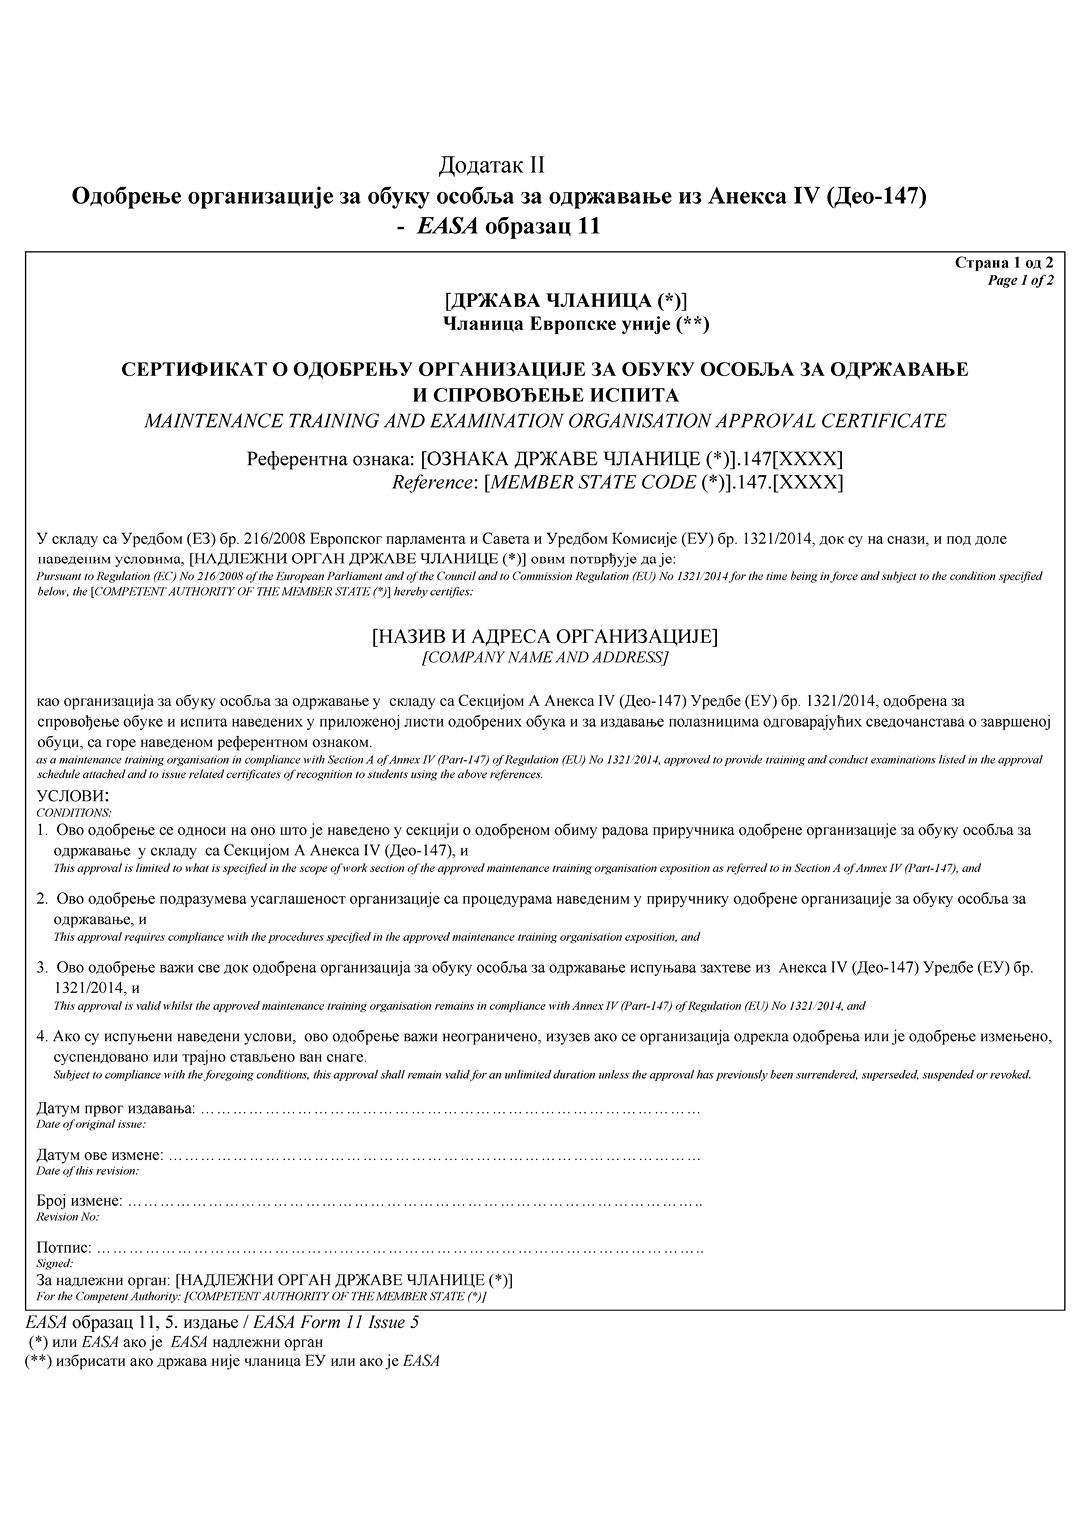 Додатак II
Одобрење организације за обуку особља за одржавање из Анекса IV (Део-147)
- EASA образац 11
Страна 1 од 2
Page 1 of 2
[ДРЖАВА ЧЛАНИЦА (*)]
Чланица Европске уније (**)
СЕРТИФИКАТ О ОДОБРЕЊУ ОРГАНИЗАЦИЈЕ ЗА ОБУКУ ОСОБЉА ЗА ОДРЖАВАЊЕ
И СПРОВОЂЕЊЕ ИСПИТА
MAINTENANCE TRAINING AND EXAMINATION ORGANISATION APPROVAL CERTIFICATE
Референтна ознака: [ОЗНАКА ДРЖАВЕ ЧЛАНИЦЕ (*)].147[XXXX]
Reference: [MEMBER STATE CODE (*)].147.[XXXX]
У складу са Уредбом (ЕЗ) бр. 216/2008 Европског парламента и Савета и Уредбом Комисије (ЕУ) бр. 1321/2014, док су на снази, и под доле
наведеним условима, [НАДЛЕЖНИ ОРГАН ДРЖАВЕ ЧЛАНИЦЕ (*)] овим потврђује да је:
Pursuant to Regulation (EC) No 216/2008 of the European Parliament and of the Council and to Commission Regulation (EU) No 1321/2014 for the time being in force and subject to the condition specified
below, the [COMPETENT AUTHORITY OF THE MEMBER STATE (*)] hereby certifies:
[НАЗИВ И АДРЕСА ОРГАНИЗАЦИЈЕ]
[COMPANY NAME AND ADDRESS]
као организација за обуку особља за одржавање у складу са Секцијом А Анекса IV (Део-147) Уредбе (ЕУ) бр. 1321/2014, одобрена за
спровођење обуке и испита наведених у приложеној листи одобрених обука и за издавање полазницима одговарајућих сведочанстава о завршеној
обуци, са горе наведеном референтном ознаком.
as a maintenance training organisation in compliance with Section A of Annex IV (Part-147) of Regulation (EU) No 1321/2014, approved to provide training and conduct examinations listed in the approval
schedule attached and to issue related certificates of recognition to students using the above references.
УСЛОВИ:
CONDITIONS:
1. Ово одобрење се односи на оно што је наведено у секцији о одобреном обиму радова приручника одобрене организације за обуку особља за
одржавање у складу са Секцијом А Анекса IV (Део-147), и
This approval is limited to what is specified in the scope of work section of the approved maintenance training organisation exposition as referred to in Section A of Annex IV (Part-147), and
2. Ово одобрење подразумева усаглашеност организације са процедурама наведеним у приручнику одобрене организације за обуку особља за
одржавање, и
This approval requires compliance with the procedures specified in the approved maintenance training organisation exposition, and
3. Ово одобрење важи све док одобрена организација за обуку особља за одржавање испуњава захтеве из Анекса IV (Део-147) Уредбе (ЕУ) бр.
1321/2014, и
This approval is valid whilst the approved maintenance training organisation remains in compliance with Annex IV (Part-147) of Regulation (EU) No 1321/2014, and
4. Ако су испуњени наведени услови, ово одобрење важи неограничено, изузев ако се организација одрекла одобрења или је одобрење измењено,
суспендовано или трајно стављено ван снаге.
Subject to compliance with the foregoing conditions, this approval shall remain valid for an unlimited duration unless the approval has previously been surrendered, superseded, suspended or revoked.
Датум првог издавања: ……………………………………………………………………………
Date of original issue:
Датум ове измене: …………………………………………………………………………………
Date of this revision:
Број измене: ………………………………………………………………………………………..
Revision No:
Потпис: ……………………………………………………………………………………………..
Signed:
За надлежни орган: [НАДЛЕЖНИ ОРГАН ДРЖАВЕ ЧЛАНИЦЕ (*)]
For the Competent Authority: [COMPETENT AUTHORITY OF THE MEMBER STATE (*)]
EASA образац 11, 5. издање / EASA Form 11 Issue 5
(*) или EASA ако је EASA надлежни орган
(**) избрисати ако држава није чланица ЕУ или ако је EASA